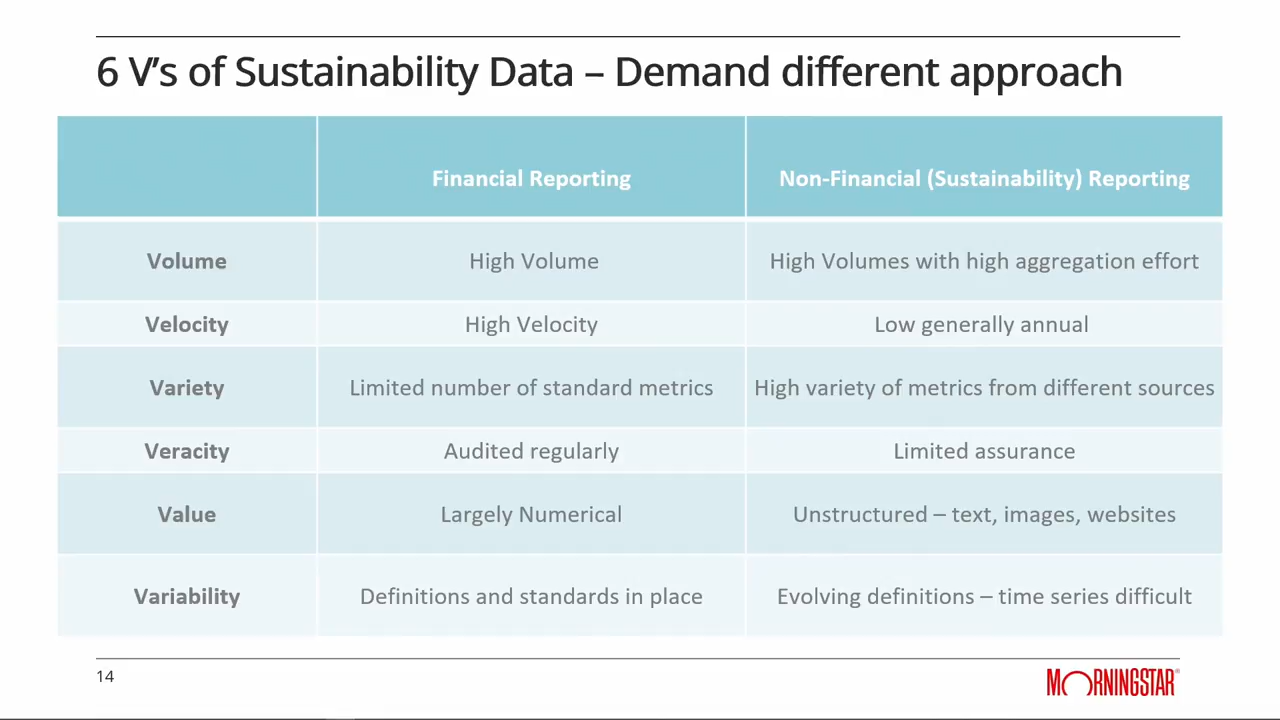 6 V's of Sustainability Data – Demand different approach
Financial Reporting
Non-Financial (Sustainability) Reporting
Volume
High Volume
High Volumes with high aggregation effort
Velocity
High Velocity
Low generally annual
Variety
Limited number of standard metrics
High variety of metrics from different sources
Veracity
Audited regularly
Limited assurance
Value
Largely Numerical
Unstructured – text, images, websites
Variability
Definitions and standards in place
Evolving definitions – time series difficult
14
MORNINGSTAR®